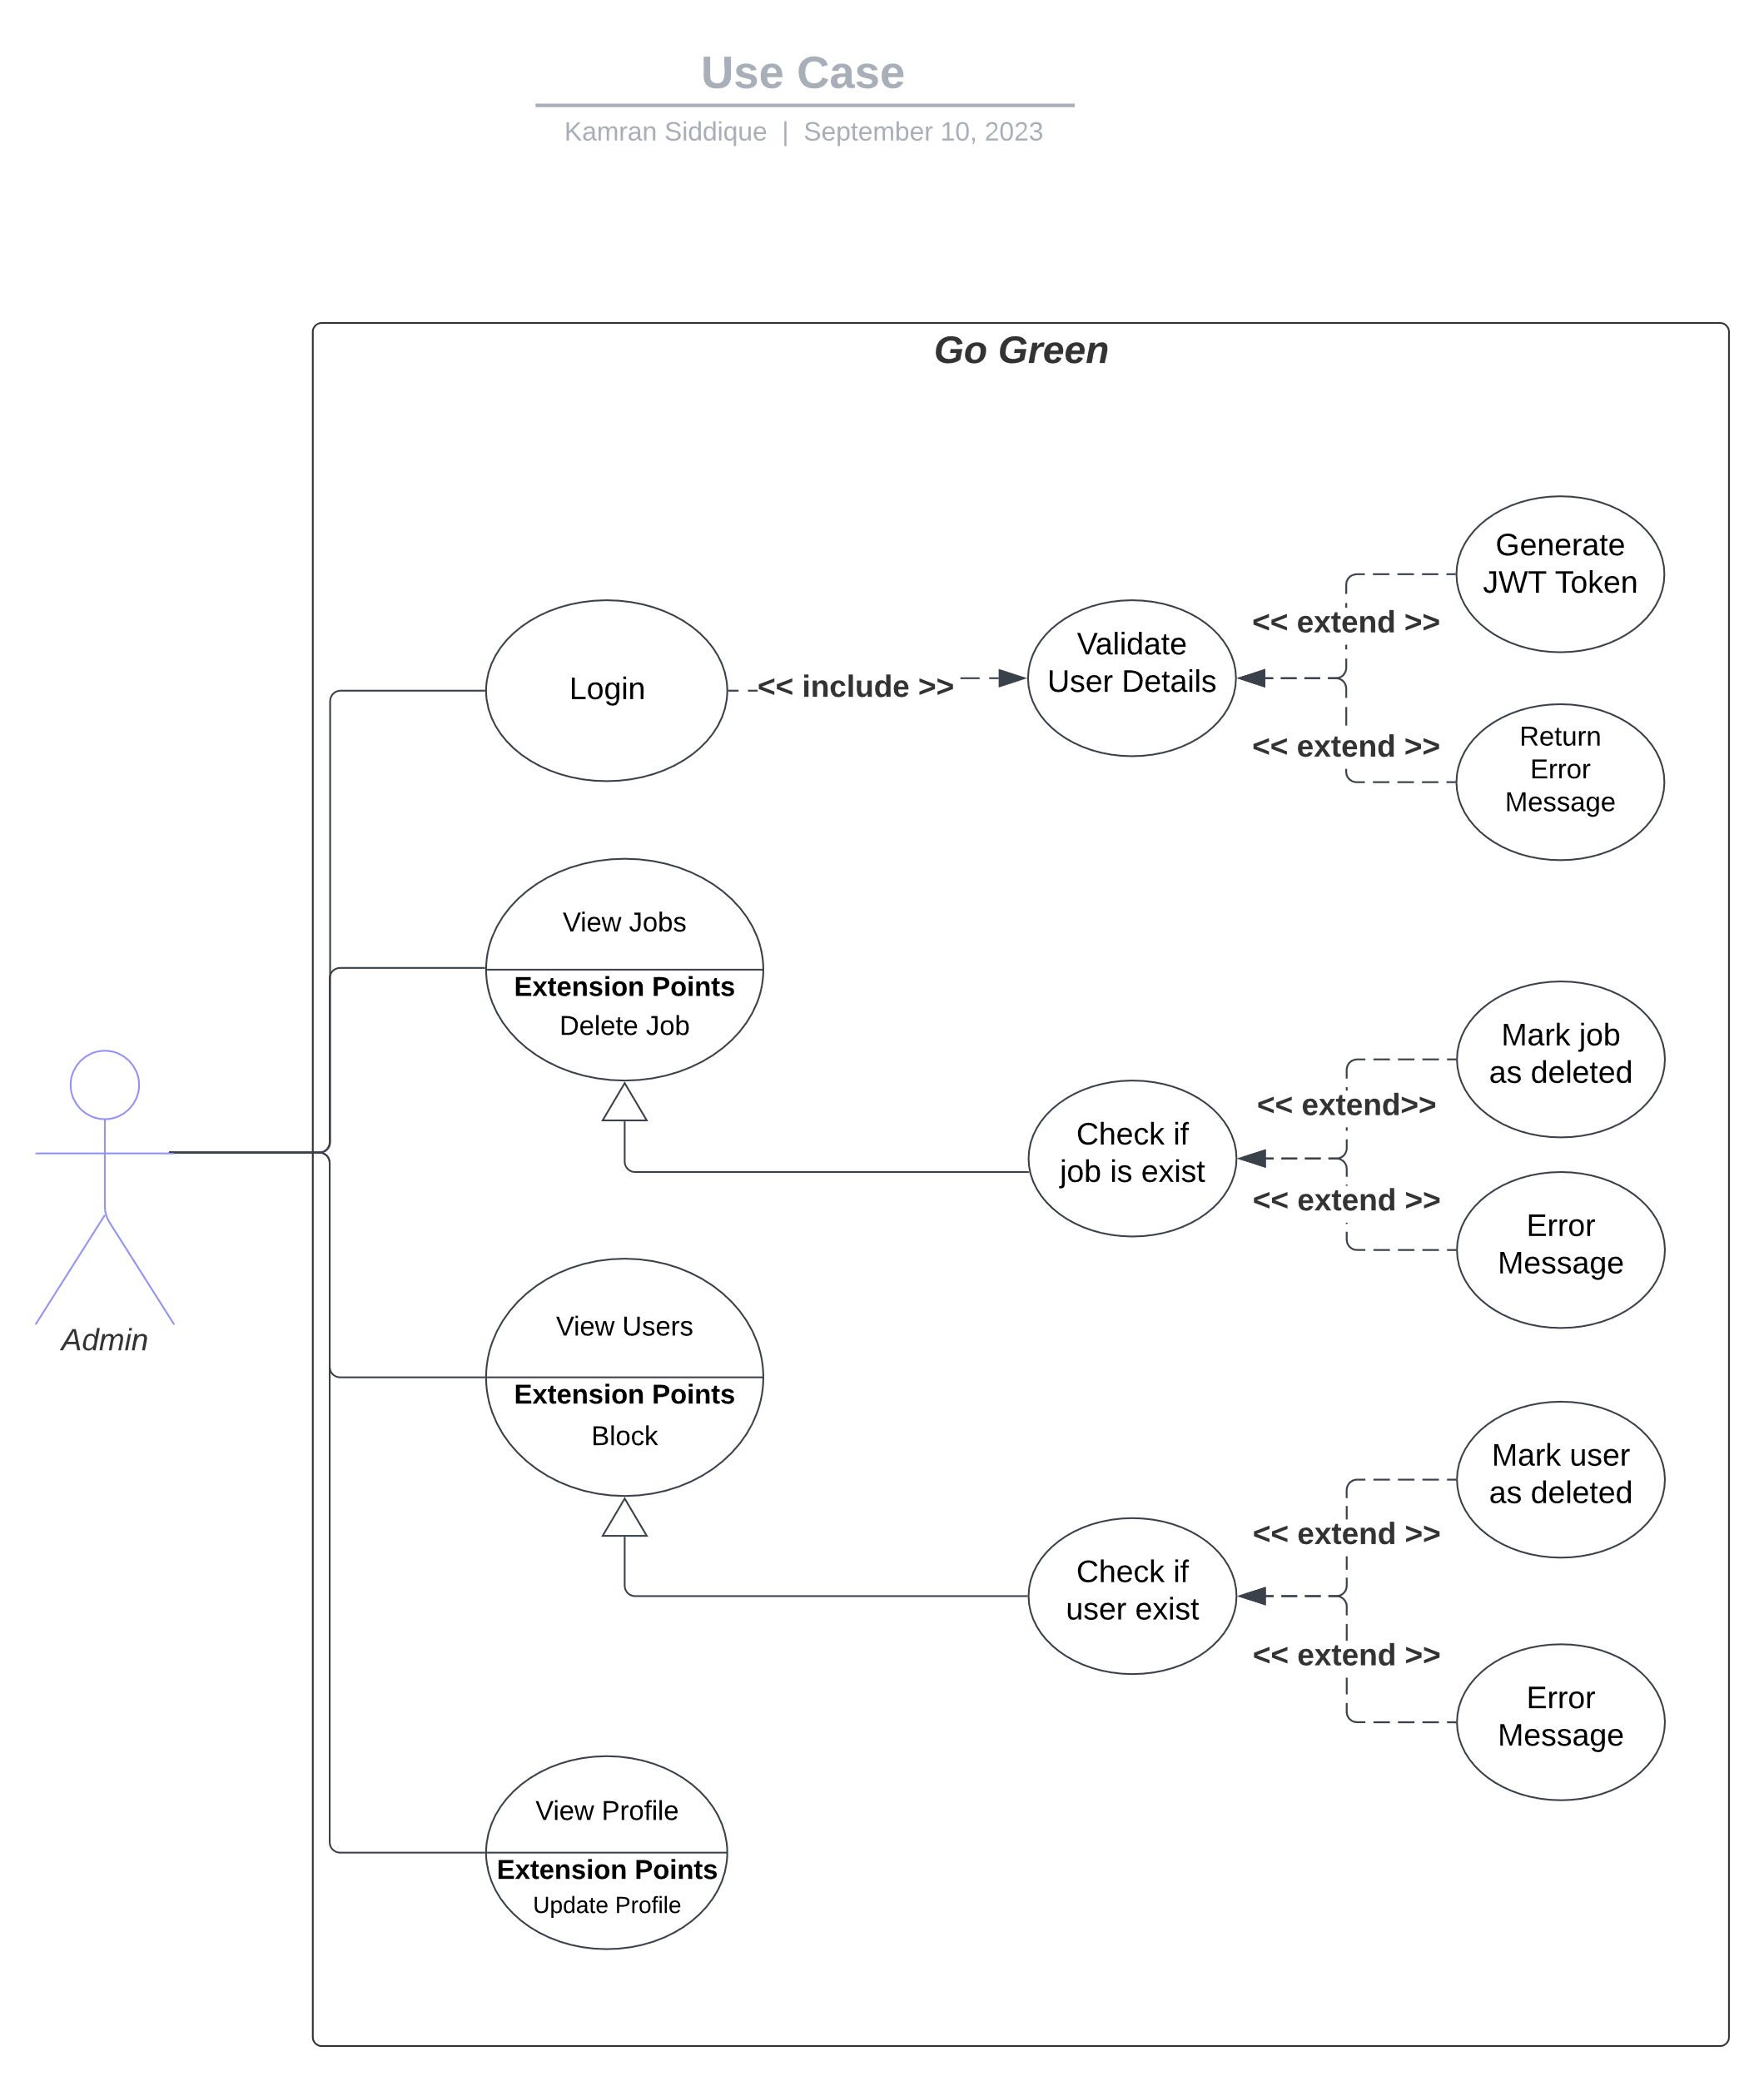 Use Case
Kamran Siddique | September 10, 2023
Go Green
Generate
JWT Token
<< extend >>
Validate
User Details
Login
<< include >>
<< extend >>
Return
Error
Message
View Jobs
Extension Points
Delete Job
Mark job
as deleted
<< extend>>
Check if
job is exist
<< extend >>
Error
Message
Admin
View Users
Extension Points
Block
Mark user
as deleted
<< extend >>
Check if
user exist
<< extend >>
Error
Message
View Profile
Extension Points
Update Profile